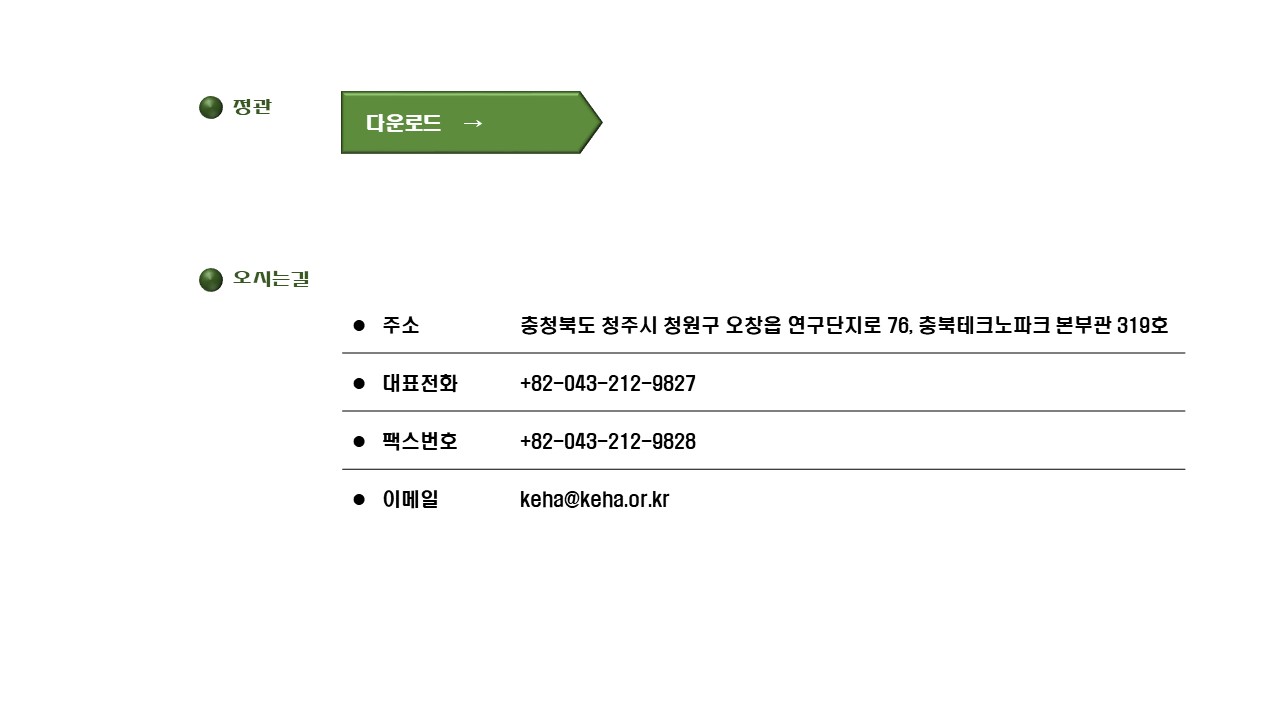 정관
다운로드 →
오시는길
● 주소 충청북도 청주시 청원구 오창읍 연구단지로 76, 충북테크노파크 본부관 319호
● 대표전화 +82-043-212-9827
● 팩스번호 +82-043-212-9828
● 이메일 keha@keha.or.kr